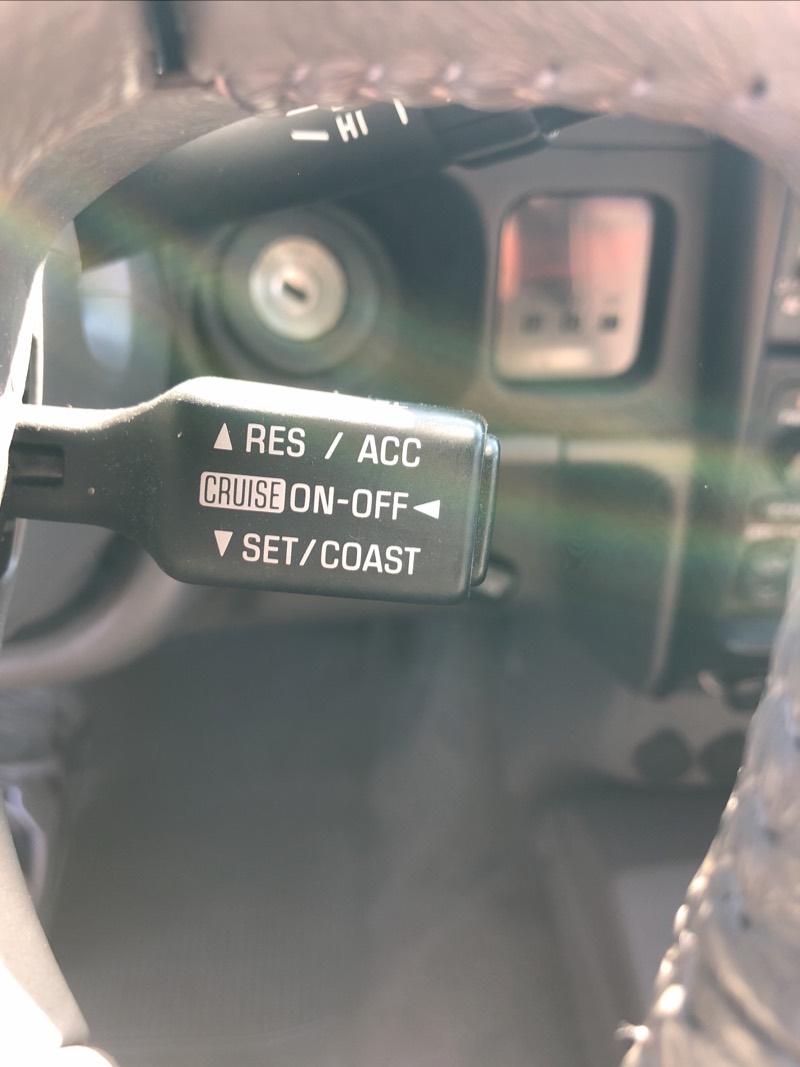 HI
▲ RES / ACC
CRUISE ON-OFF ◀
▼ SET/COAST